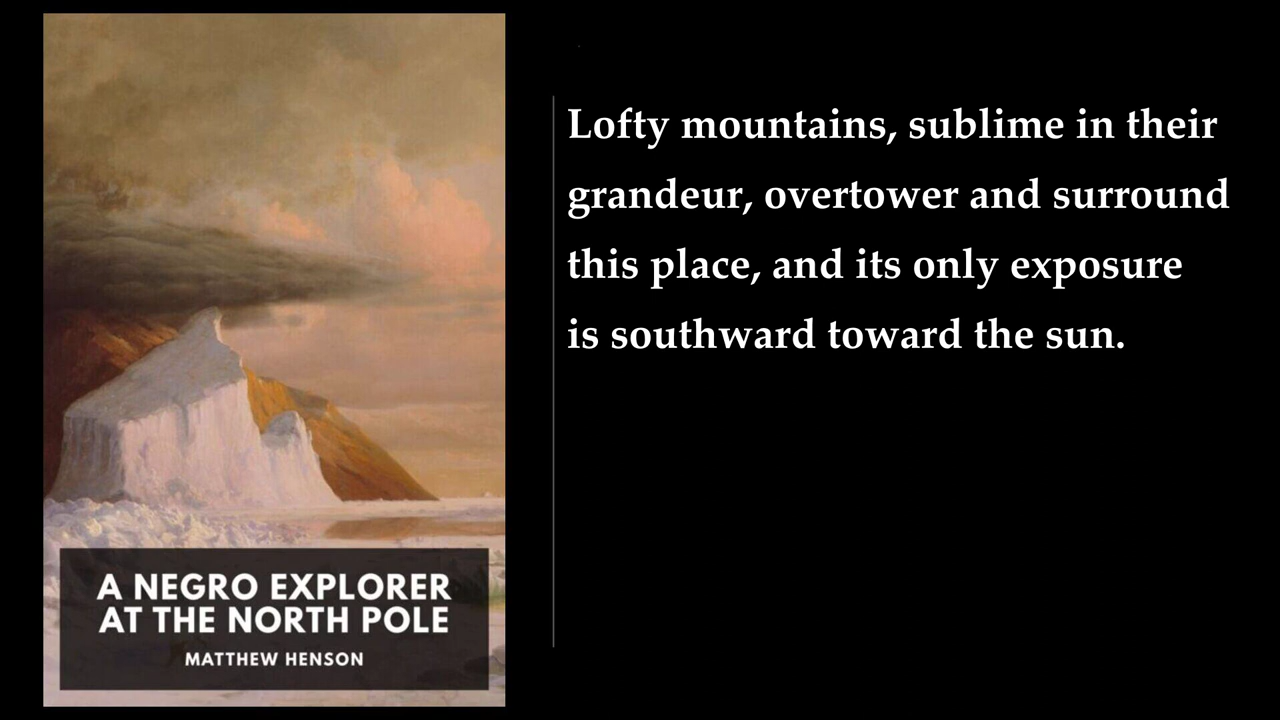 Lofty mountains, sublime in their
grandeur, overtower and surround
this place, and its only exposure
is southward toward the sun.
A NEGRO EXPLORER
AT THE NORTH POLE
MATTHEW HENSON